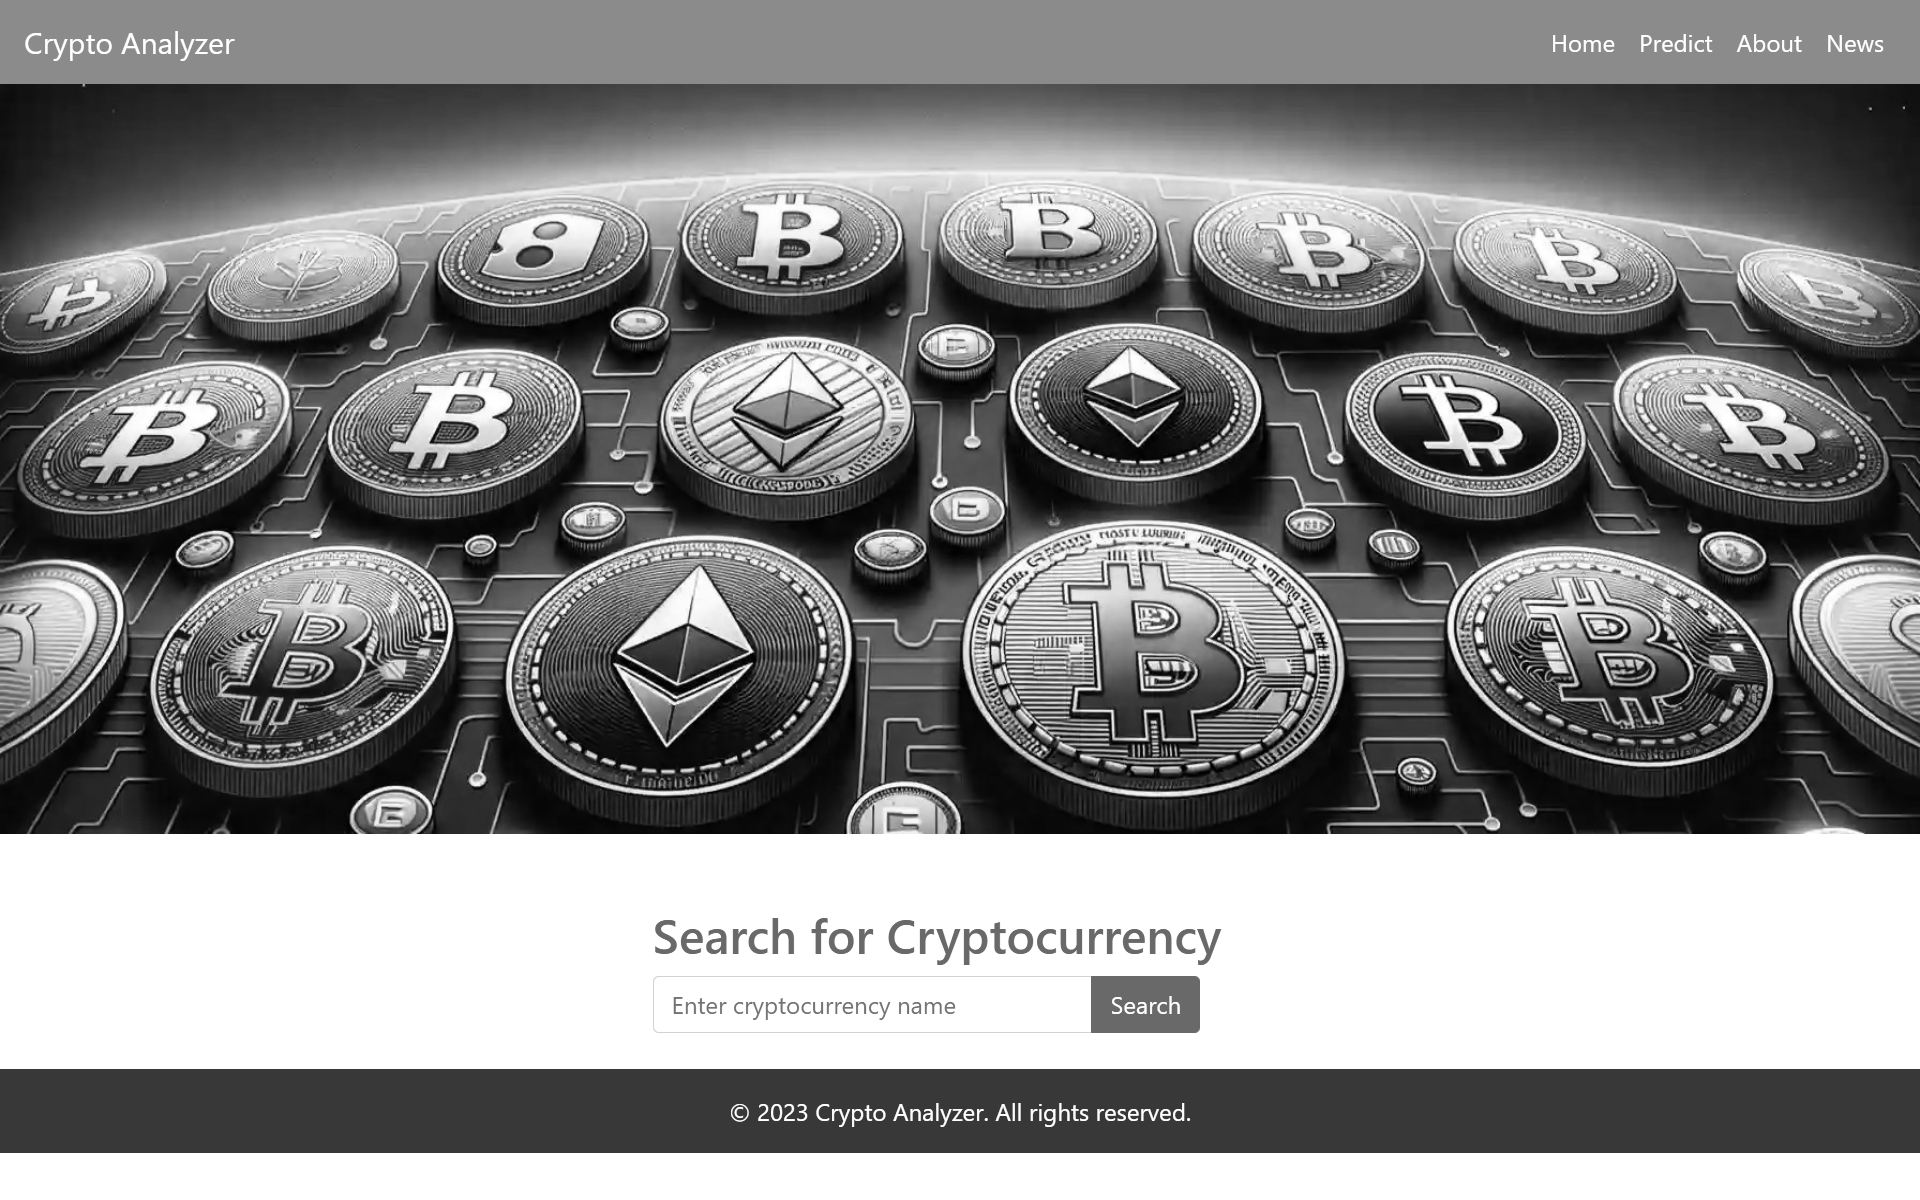 Crypto Analyzer
Home Predict About News
Search for Cryptocurrency
Enter cryptocurrency name
Search
© 2023 Crypto Analyzer. All rights reserved.